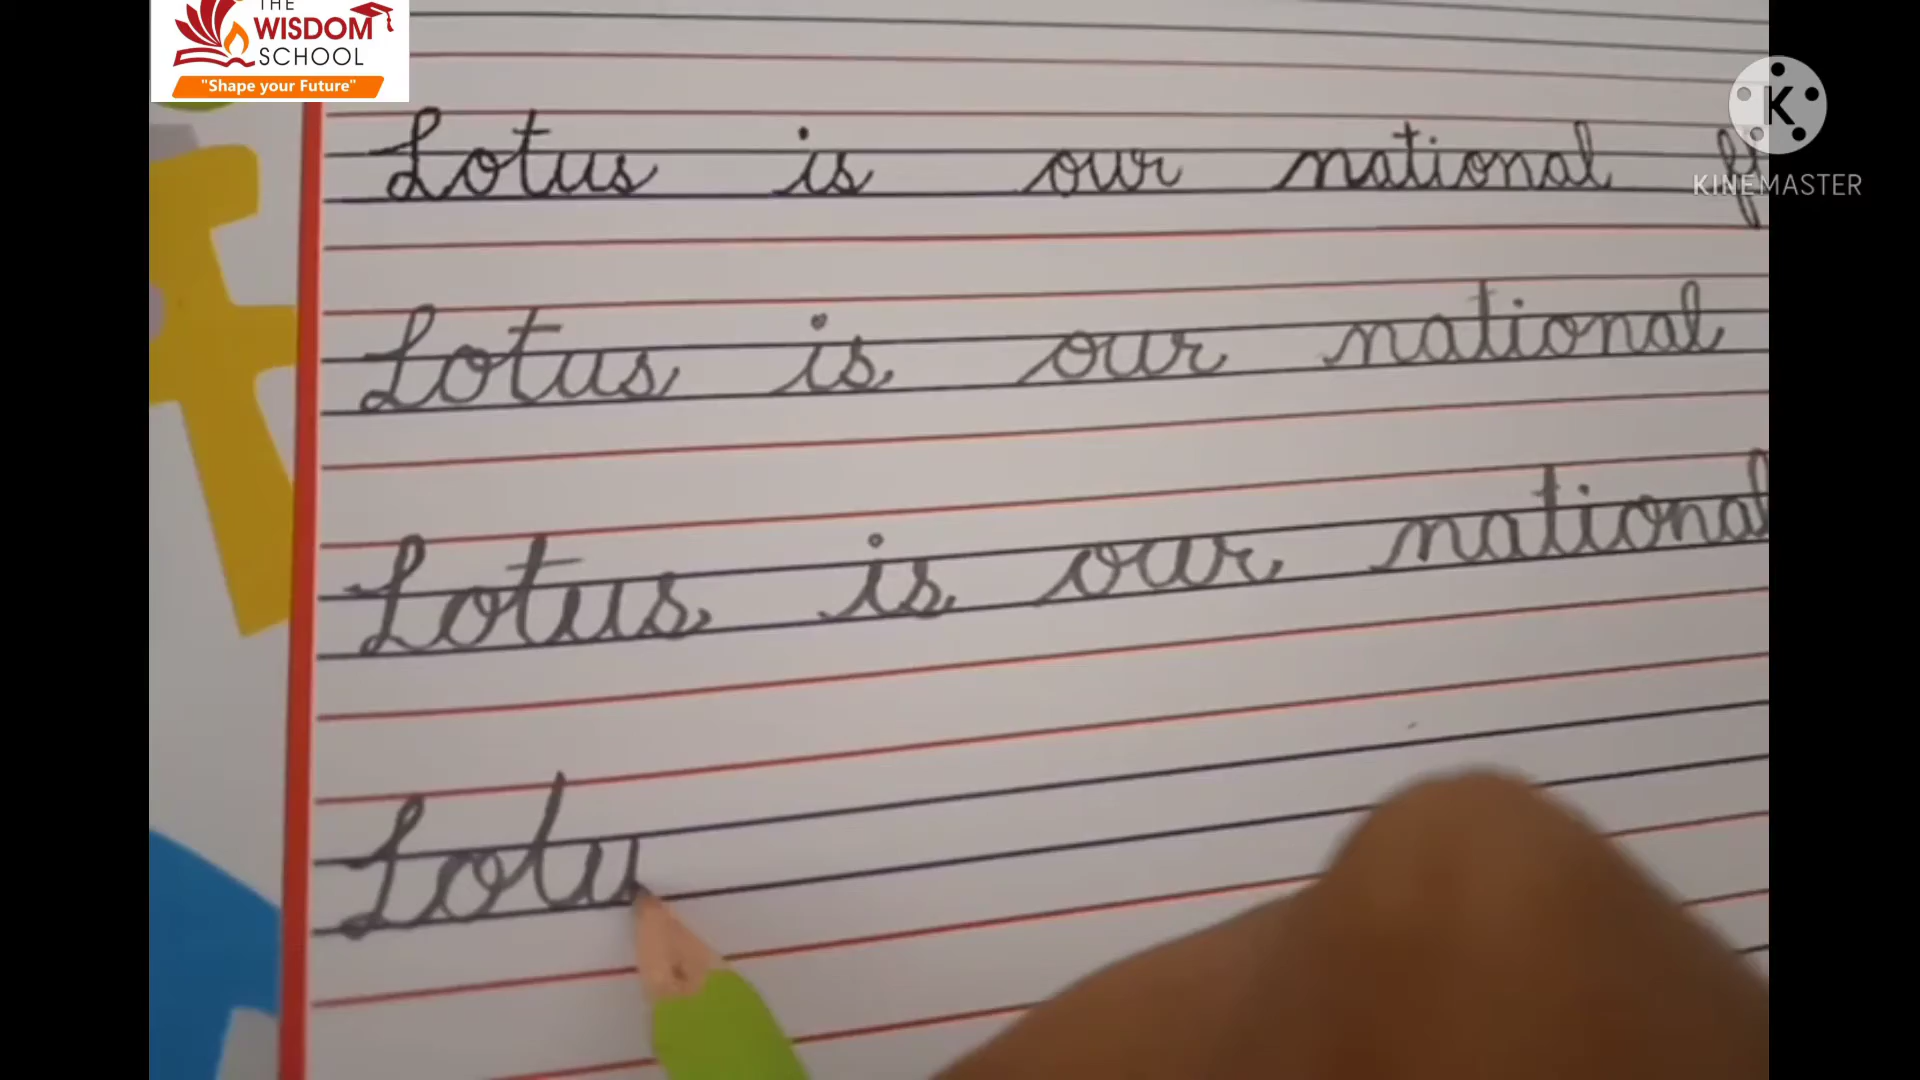 THE
WISDOM
SCHOOL
"Shape your Future"
K
KINEMASTER
Lotus is our national f
Lotus is our national
Lotus is our national
Lotu